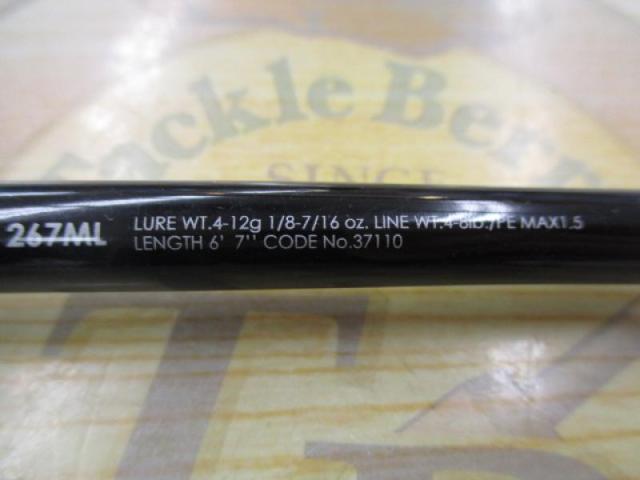 Tackle Berry
SINCE
267ML
LURE WT.4-12g 1/8-7/16 oz. LINE WT.4-8lb./PE MAX1.5
LENGTH 6' 7'' CODE No.37110